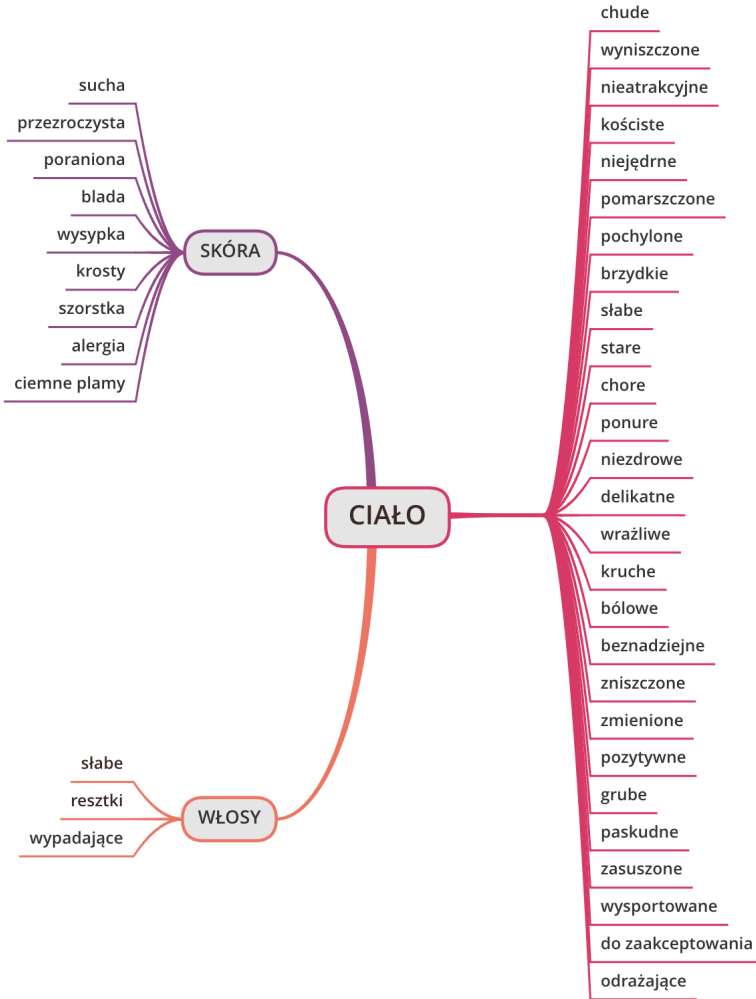 CIAŁO
SKÓRA
sucha
przezroczysta
poraniona
blada
wysypka
krosty
szorstka
alergia
ciemne plamy
WŁOSY
słabe
resztki
wypadające
chude
wyniszczone
nieatrakcyjne
kościste
niejędrne
pomarszczone
pochylone
brzydkie
słabe
stare
chore
ponure
niezdrowe
delikatne
wrażliwe
kruche
bólowe
beznadziejne
zniszczone
zmienione
pozytywne
grube
paskudne
zasuszone
wysportowane
do zaakceptowania
odrażające